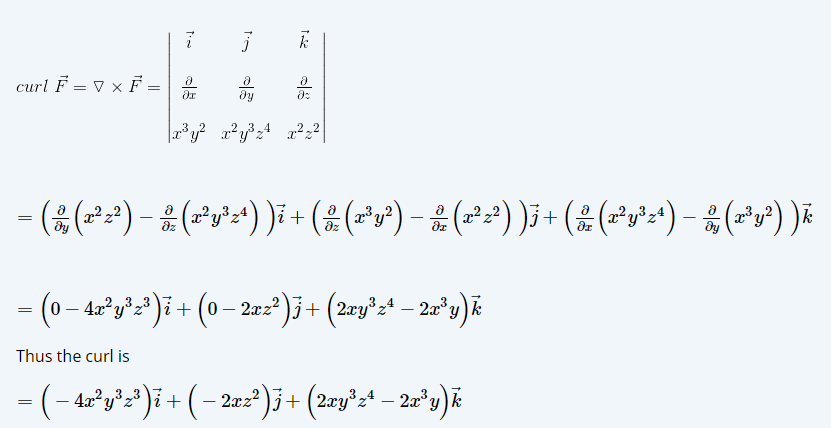 i⃗ j⃗ k⃗
curl F⃗ = ∇ × F⃗ = | ∂/∂x ∂/∂y ∂/∂z |
x³y² x²y³z⁴ x²z²
= (∂/∂y (x²z²) − ∂/∂z (x²y³z⁴) )i⃗ + (∂/∂z (x³y²) − ∂/∂x (x²z²) )j⃗ + (∂/∂x (x²y³z⁴) − ∂/∂y (x³y²) )k⃗
= (0 − 4x²y³z³)i⃗ + (0 − 2xz²)j⃗ + (2xy³z⁴ − 2x³y)k⃗
Thus the curl is
= ( − 4x²y³z³)i⃗ + ( − 2xz²)j⃗ + (2xy³z⁴ − 2x³y)k⃗